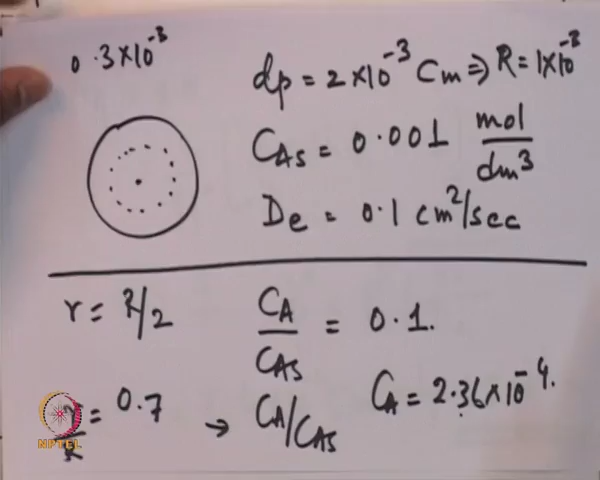 0.3×10⁻³
dp = 2×10⁻³ Cm ⇒ R = 1×10⁻³
CAs = 0.001 mol/dm³
De = 0.1 cm²/sec
r = R/2 CA/CAs = 0.1.
r/R = 0.7 → CA/CAs CA = 2.36×10⁻⁴.
NPTEL